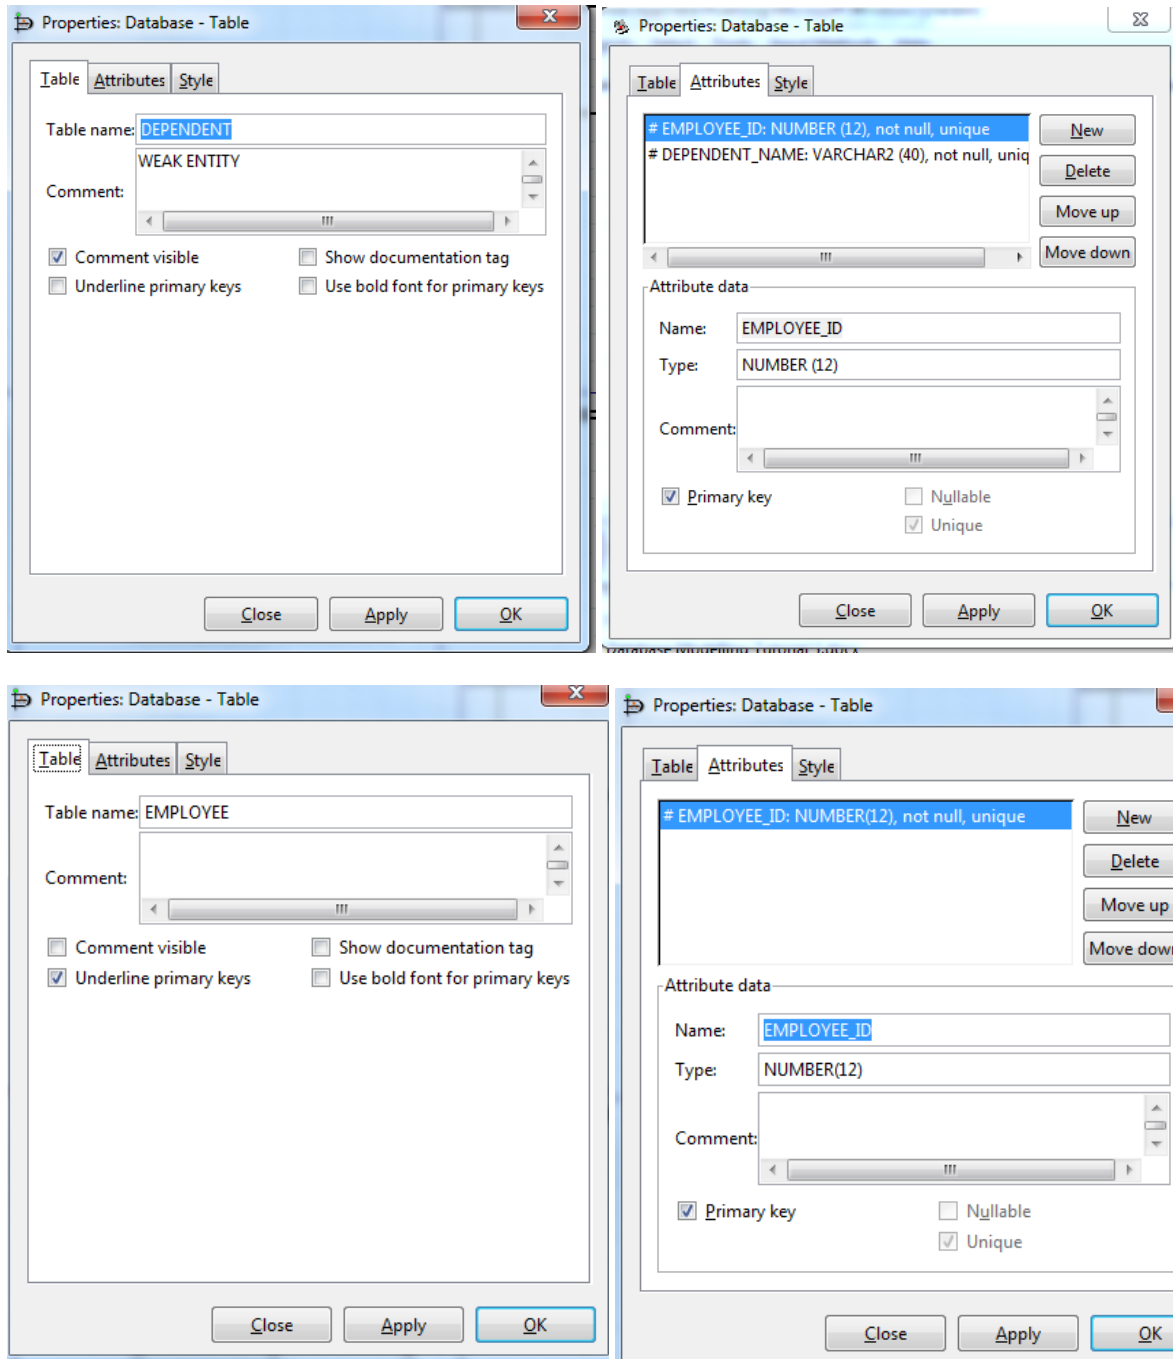 Properties: Database - Table
Table Attributes Style
Table name: DEPENDENT
WEAK ENTITY
Comment:
Comment visible Show documentation tag
Underline primary keys Use bold font for primary keys
Close Apply OK
Properties: Database - Table
Table Attributes Style
# EMPLOYEE_ID: NUMBER (12), not null, unique
# DEPENDENT_NAME: VARCHAR2 (40), not null, uniq
New
Delete
Move up
Move down
Attribute data
Name: EMPLOYEE_ID
Type: NUMBER (12)
Comment:
Primary key Nullable
Unique
Close Apply OK
Properties: Database - Table
Table Attributes Style
Table name: EMPLOYEE
Comment:
Comment visible Show documentation tag
Underline primary keys Use bold font for primary keys
Close Apply OK
Properties: Database - Table
Table Attributes Style
# EMPLOYEE_ID: NUMBER(12), not null, unique
New
Delete
Move up
Move dow
Attribute data
Name: EMPLOYEE_ID
Type: NUMBER(12)
Comment:
Primary key Nullable
Unique
Close Apply OK